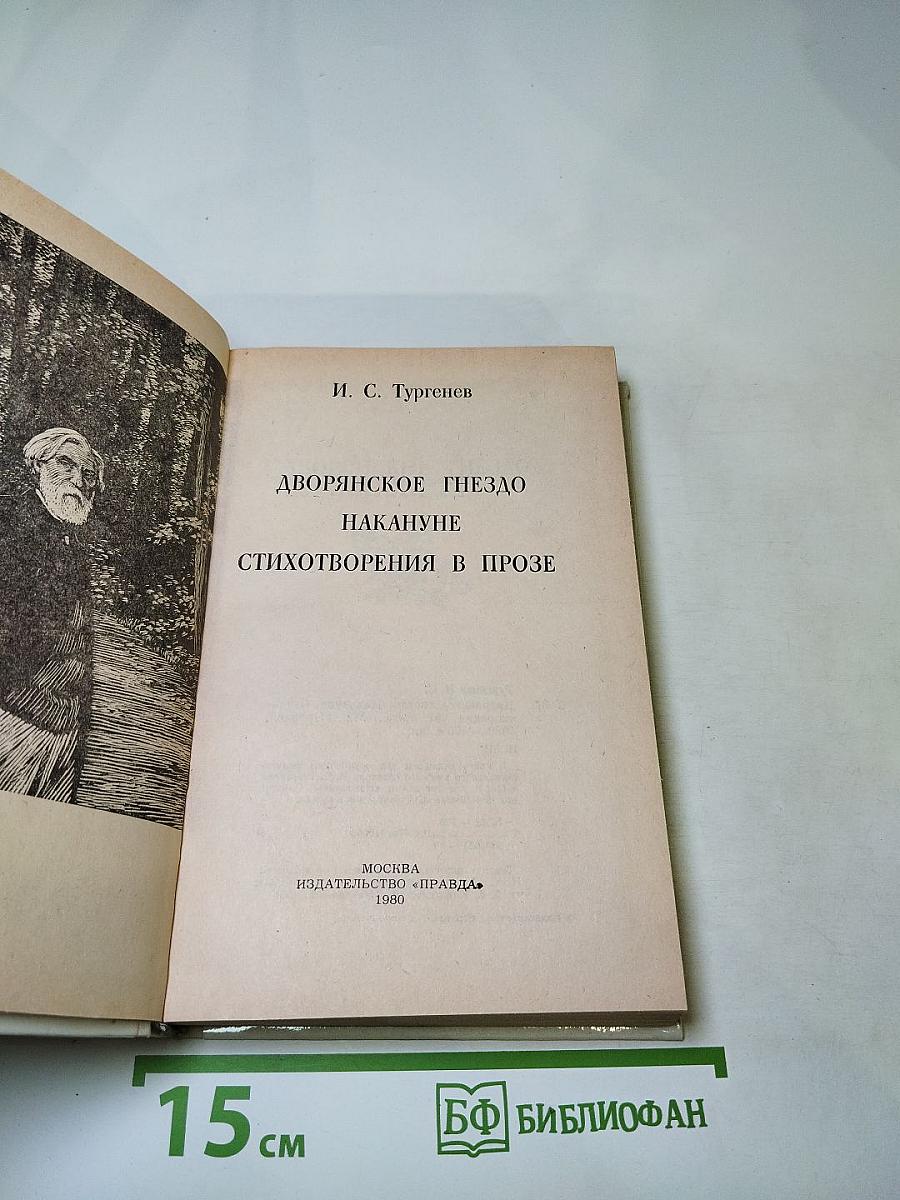 И. С. Тургенев
ДВОРЯНСКОЕ ГНЕЗДО
НАКАНУНЕ
СТИХОТВОРЕНИЯ В ПРОЗЕ
МОСКВА
ИЗДАТЕЛЬСТВО «ПРАВДА»
1980
15 см
БФ БИБЛИОФАН